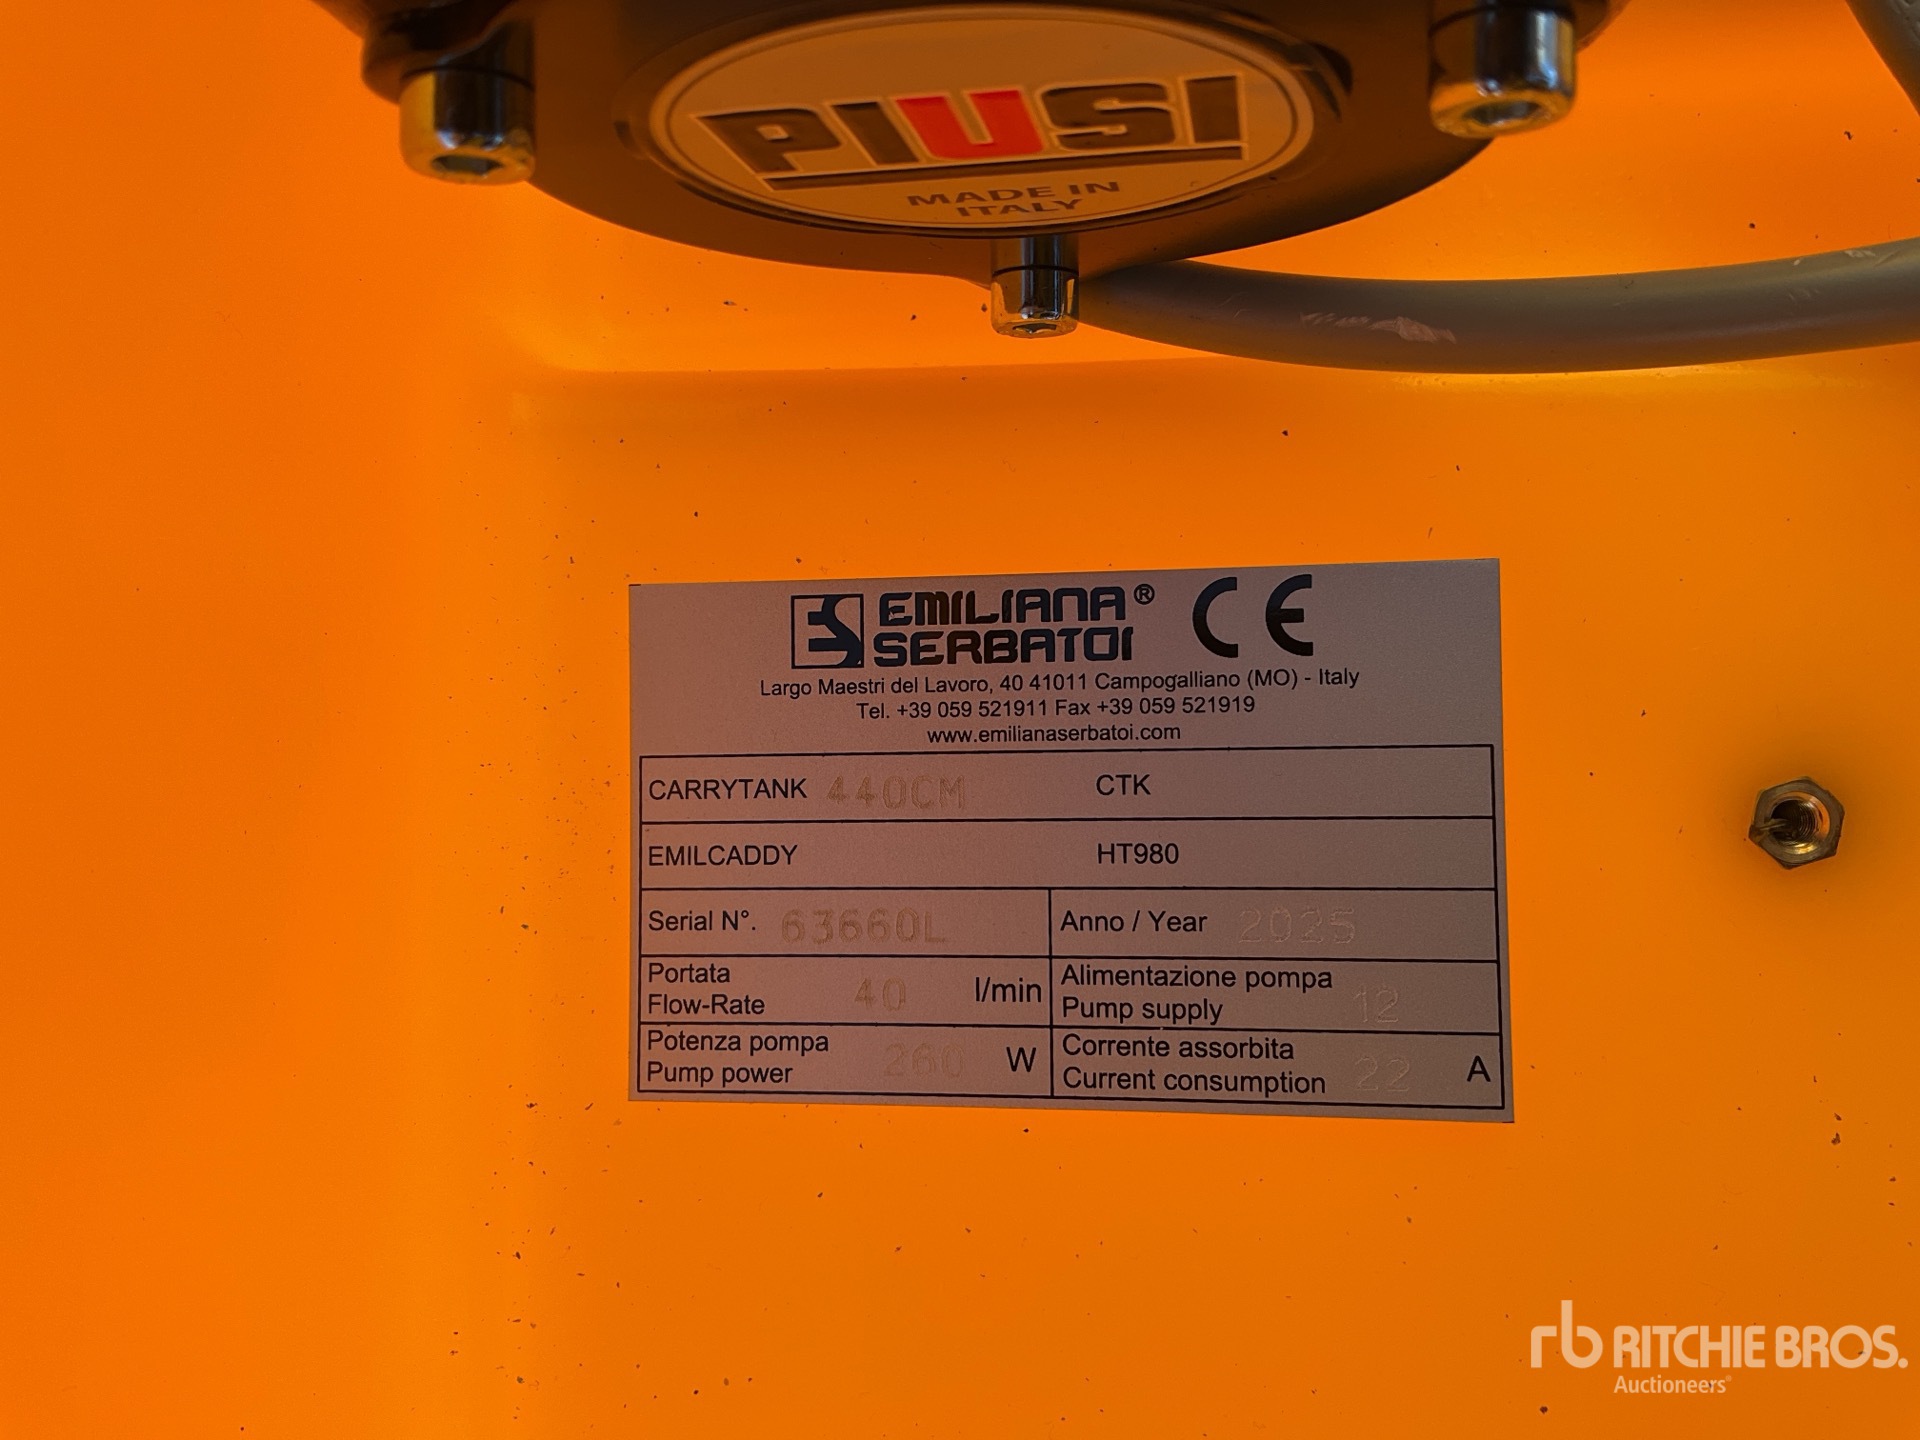 PIUSI
MADE IN
ITALY
EMILIANA®
SERBATOI
CE
Largo Maestri del Lavoro, 40 41011 Campogalliano (MO) - Italy
Tel. +39 059 521911 Fax +39 059 521919
www.emilianaserbatoi.com
CARRYTANK 440CM CTK
EMILCADDY HT980
Serial N°. 63660L Anno / Year 2025
Portata
Flow-Rate 40 l/min
Alimentazione pompa
Pump supply 12
Potenza pompa
Pump power 260 W
Corrente assorbita
Current consumption 22 A
rb RITCHIE BROS.
Auctioneers